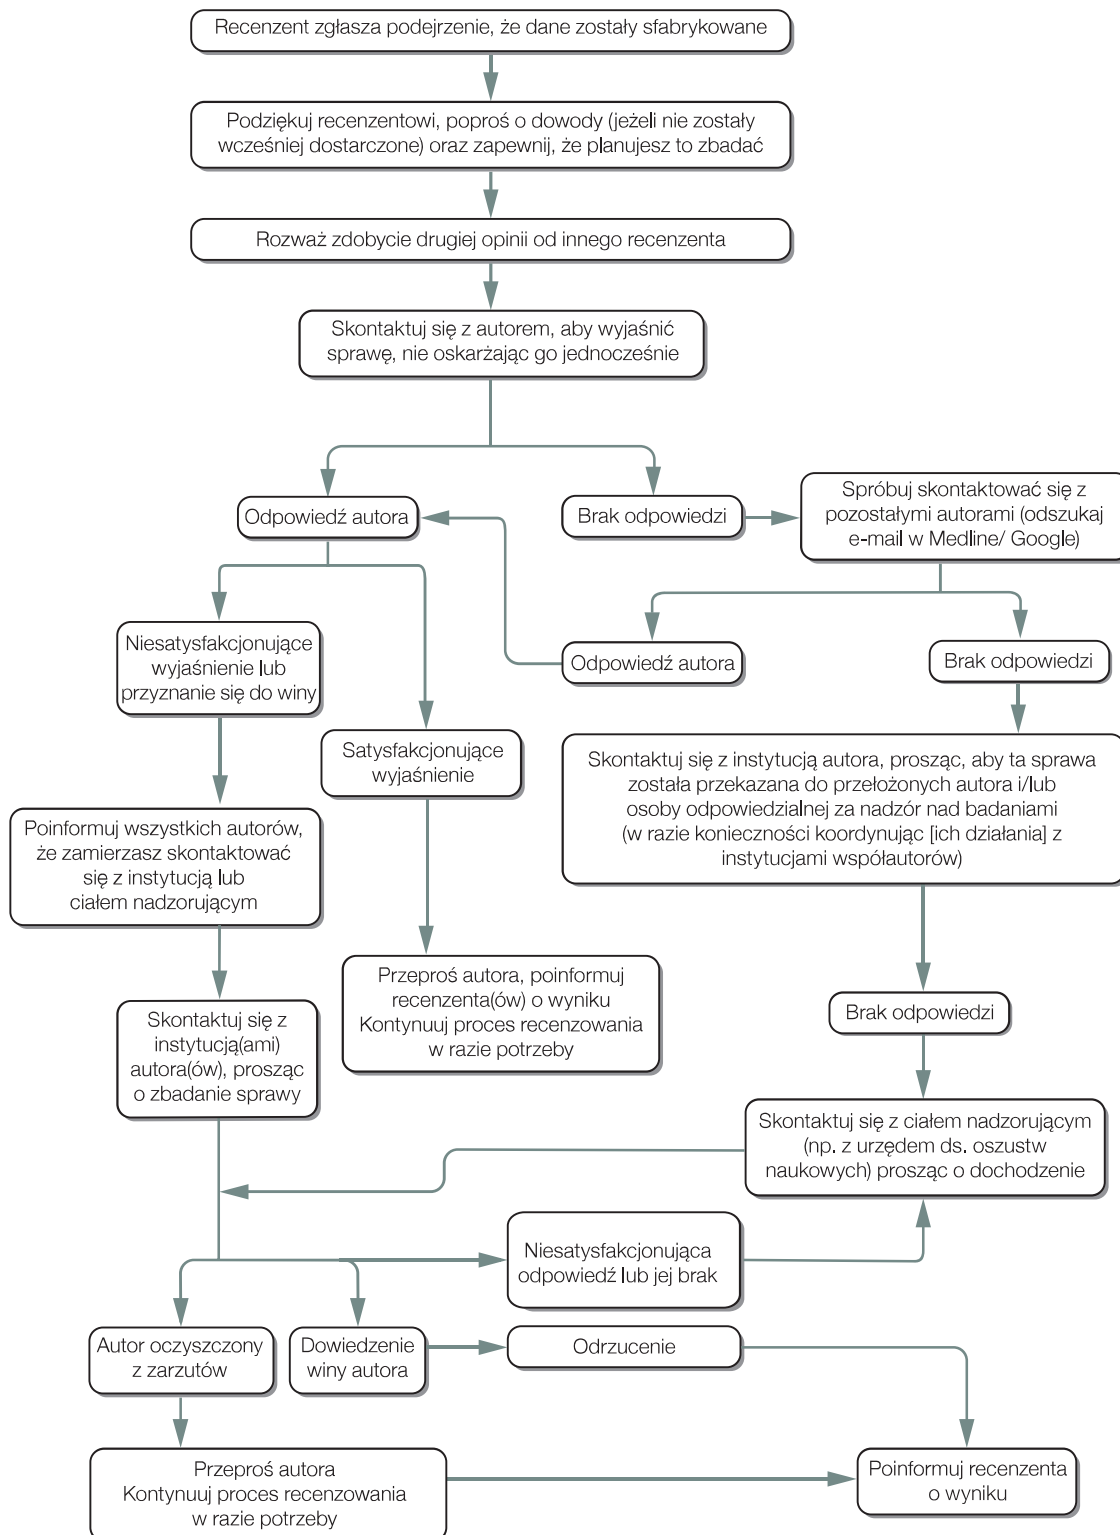 Recenzent zgłasza podejrzenie, że dane zostały sfabrykowane
Podziękuj recenzentowi, poproś o dowody (jeżeli nie zostały
wcześniej dostarczone) oraz zapewnij, że planujesz to zbadać
Rozważ zdobycie drugiej opinii od innego recenzenta
Skontaktuj się z autorem, aby wyjaśnić
sprawę, nie oskarżając go jednocześnie
Odpowiedź autora
Brak odpowiedzi
Spróbuj skontaktować się z
pozostałymi autorami (odszukaj
e-mail w Medline/ Google)
Niesatysfakcjonujące
wyjaśnienie lub
przyznanie się do winy
Odpowiedź autora
Brak odpowiedzi
Satysfakcjonujące
wyjaśnienie
Skontaktuj się z instytucją autora, prosząc, aby ta sprawa
została przekazana do przełożonych autora i/lub
osoby odpowiedzialnej za nadzór nad badaniami
(w razie konieczności koordynując [ich działania] z
instytucjami współautorów)
Poinformuj wszystkich autorów,
że zamierzasz skontaktować
się z instytucją lub
ciałem nadzorującym
Przeproś autora, poinformuj
recenzenta(ów) o wyniku
Kontynuuj proces recenzowania
w razie potrzeby
Brak odpowiedzi
Skontaktuj się z
instytucją(ami)
autora(ów), prosząc
o zbadanie sprawy
Skontaktuj się z ciałem nadzorującym
(np. z urzędem ds. oszustw
naukowych) prosząc o dochodzenie
Niesatysfakcjonująca
odpowiedź lub jej brak
Autor oczyszczony
z zarzutów
Dowiedzenie
winy autora
Odrzucenie
Przeproś autora
Kontynuuj proces recenzowania
w razie potrzeby
Poinformuj recenzenta
o wyniku